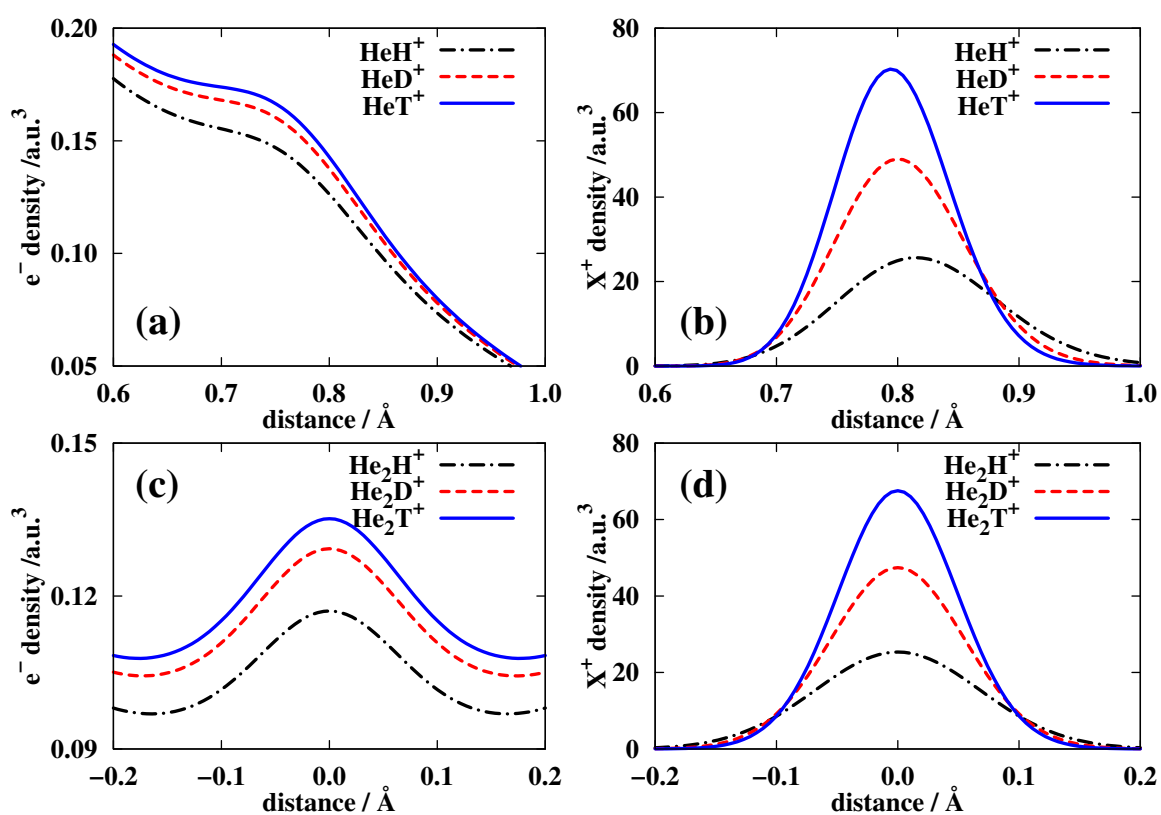 0.20
0.15
0.10
0.05
0.6 0.7 0.8 0.9 1.0
e⁻ density /a.u.³
distance / Å
(a)
HeH⁺
HeD⁺
HeT⁺
80
60
40
20
0
0.6 0.7 0.8 0.9 1.0
X⁺ density /a.u.³
distance / Å
(b)
HeH⁺
HeD⁺
HeT⁺
0.15
0.12
0.09
−0.2 −0.1 0.0 0.1 0.2
e⁻ density /a.u.³
distance / Å
(c)
He₂H⁺
He₂D⁺
He₂T⁺
80
60
40
20
0
−0.2 −0.1 0.0 0.1 0.2
X⁺ density /a.u.³
distance / Å
(d)
He₂H⁺
He₂D⁺
He₂T⁺